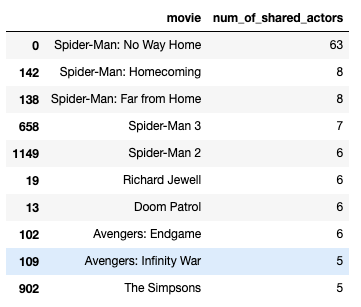 movie num_of_shared_actors
0 Spider-Man: No Way Home 63
142 Spider-Man: Homecoming 8
138 Spider-Man: Far from Home 8
658 Spider-Man 3 7
1149 Spider-Man 2 6
19 Richard Jewell 6
13 Doom Patrol 6
102 Avengers: Endgame 6
109 Avengers: Infinity War 5
902 The Simpsons 5